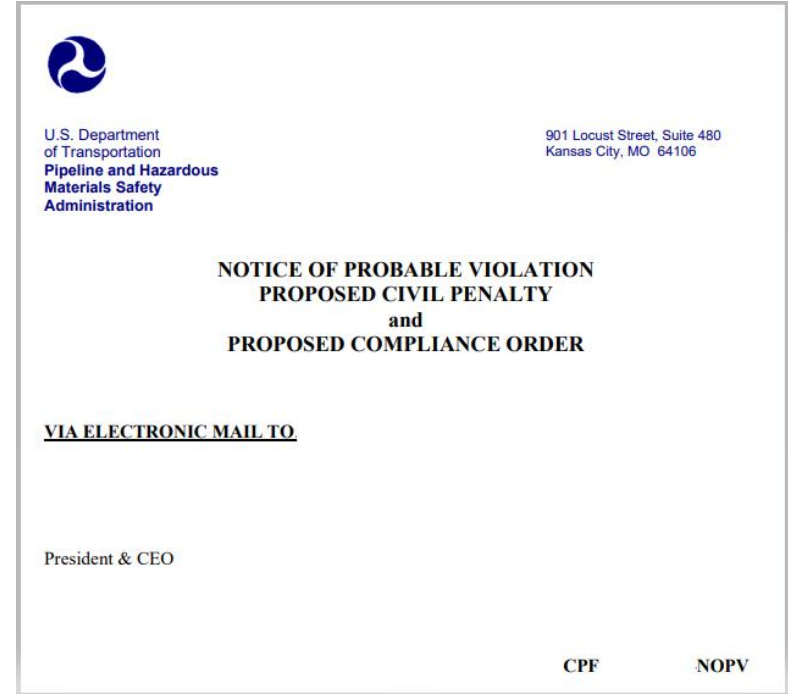 U.S. Department
of Transportation
Pipeline and Hazardous
Materials Safety
Administration
901 Locust Street, Suite 480
Kansas City, MO 64106
NOTICE OF PROBABLE VIOLATION
PROPOSED CIVIL PENALTY
and
PROPOSED COMPLIANCE ORDER
VIA ELECTRONIC MAIL TO
President & CEO
CPF NOPV